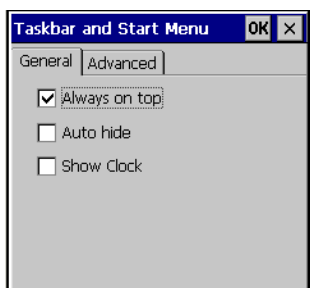 Taskbar and Start Menu OK ×
General Advanced
Always on top
Auto hide
Show Clock